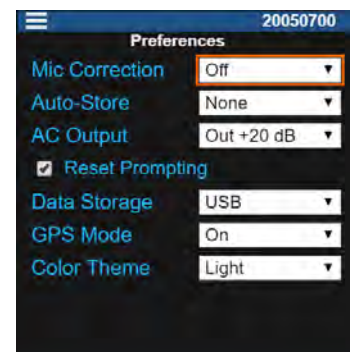 20050700
Preferences
Mic Correction Off
Auto-Store None
AC Output Out +20 dB
Reset Prompting
Data Storage USB
GPS Mode On
Color Theme Light